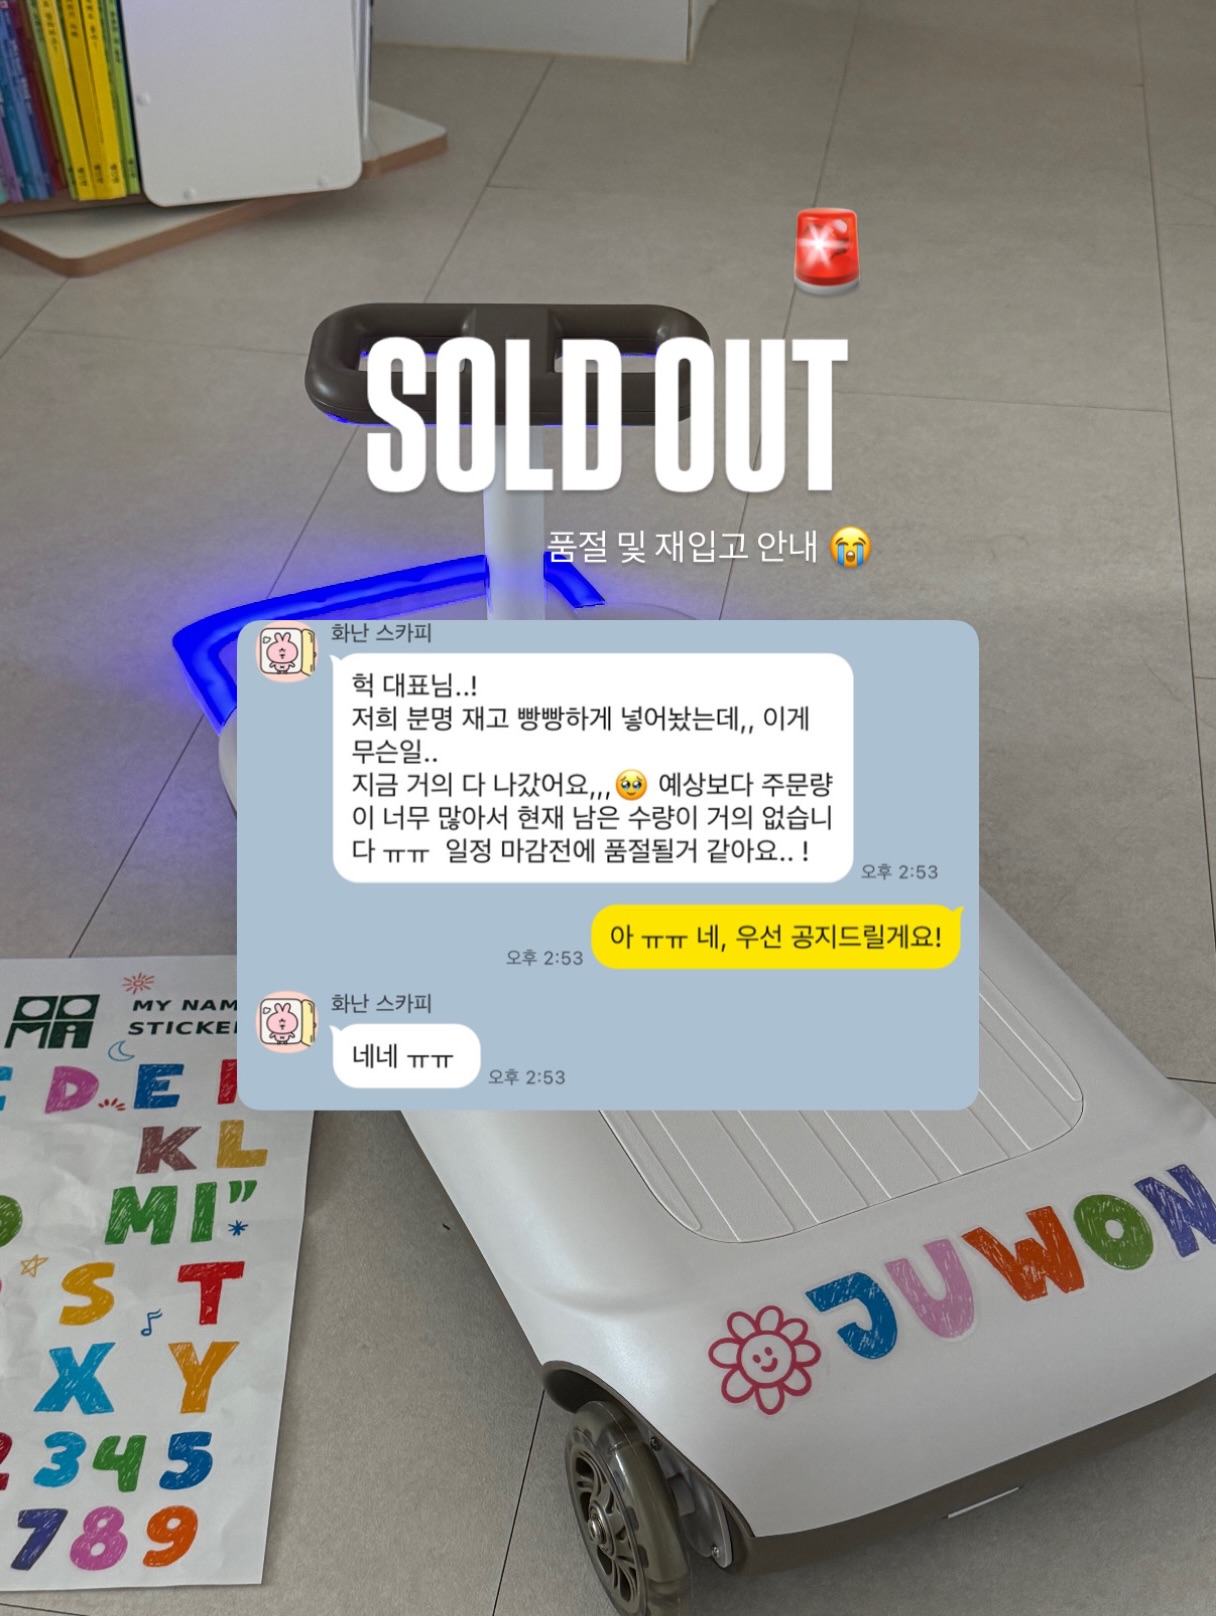 SOLD OUT
품절 및 재입고 안내 😭
화난 스카피
헉 대표님..!
저희 분명 재고 빵빵하게 넣어놨는데,, 이게
무슨일..
지금 거의 다 나갔어요,,,🥹 예상보다 주문량
이 너무 많아서 현재 남은 수량이 거의 없습니
다 ㅠㅠ 일정 마감전에 품절될거 같아요.. !
오후 2:53
아 ㅠㅠ 네, 우선 공지드릴게요!
오후 2:53
화난 스카피
네네 ㅠㅠ
오후 2:53
MY NAM
STICKE
D E
K L
M I
S T
X Y
3 4 5
7 8 9
JUWON